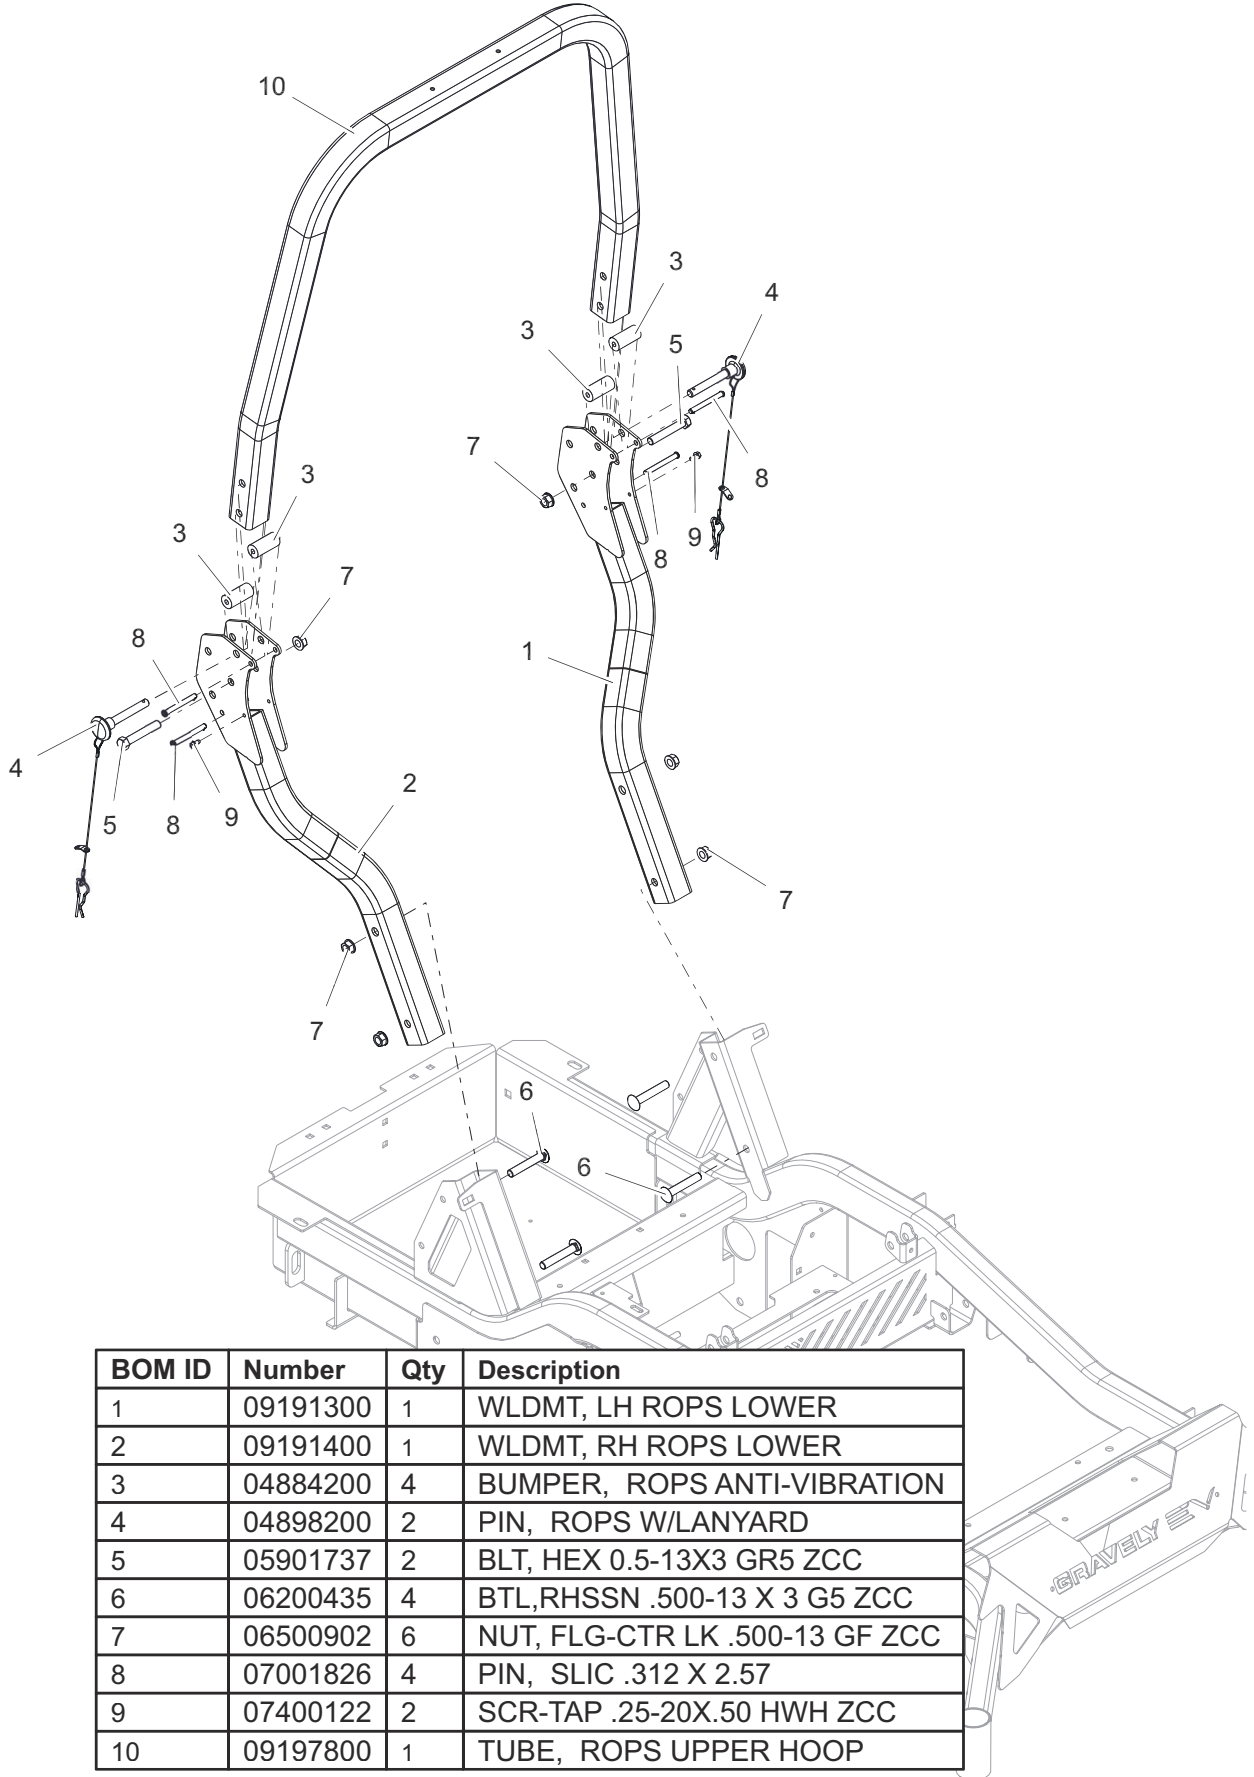 10
3
4
3
5
7
8
3
9
3
8
7
8
1
4
2
5
8
9
7
7
6
6
BOM ID Number Qty Description
1 09191300 1 WLDMT, LH ROPS LOWER
2 09191400 1 WLDMT, RH ROPS LOWER
3 04884200 4 BUMPER, ROPS ANTI-VIBRATION
4 04898200 2 PIN, ROPS W/LANYARD
5 05901737 2 BLT, HEX 0.5-13X3 GR5 ZCC
6 06200435 4 BTL,RHSSN .500-13 X 3 G5 ZCC
7 06500902 6 NUT, FLG-CTR LK .500-13 GF ZCC
8 07001826 4 PIN, SLIC .312 X 2.57
9 07400122 2 SCR-TAP .25-20X.50 HWH ZCC
10 09197800 1 TUBE, ROPS UPPER HOOP
GRAVELY EV